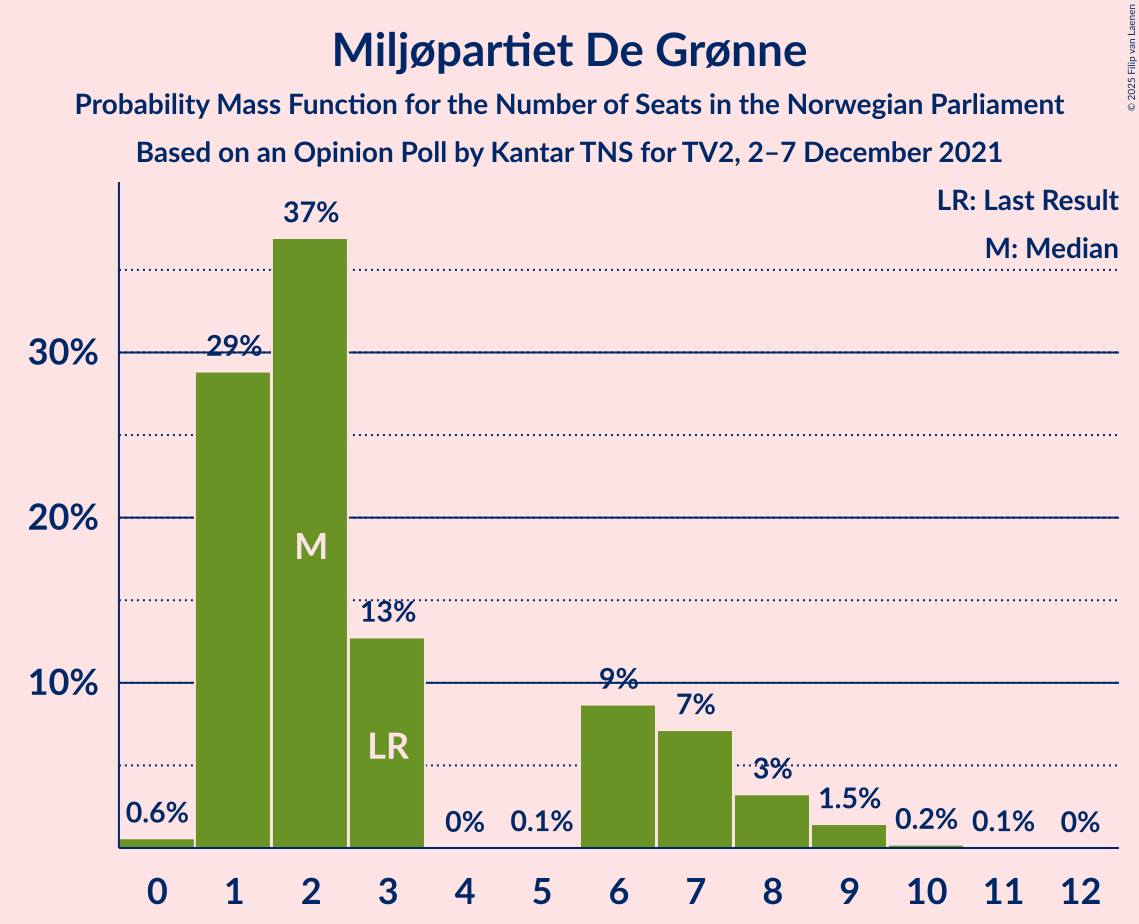 Miljøpartiet De Grønne
Probability Mass Function for the Number of Seats in the Norwegian Parliament
Based on an Opinion Poll by Kantar TNS for TV2, 2–7 December 2021
© 2025 Filip van Laenen
LR: Last Result
M: Median
37%
30%
29%
20%
M
13%
10%
9%
7%
LR
3%
1.5%
0.6%
0%
0.1%
0.2%
0.1%
0%
0 1 2 3 4 5 6 7 8 9 10 11 12